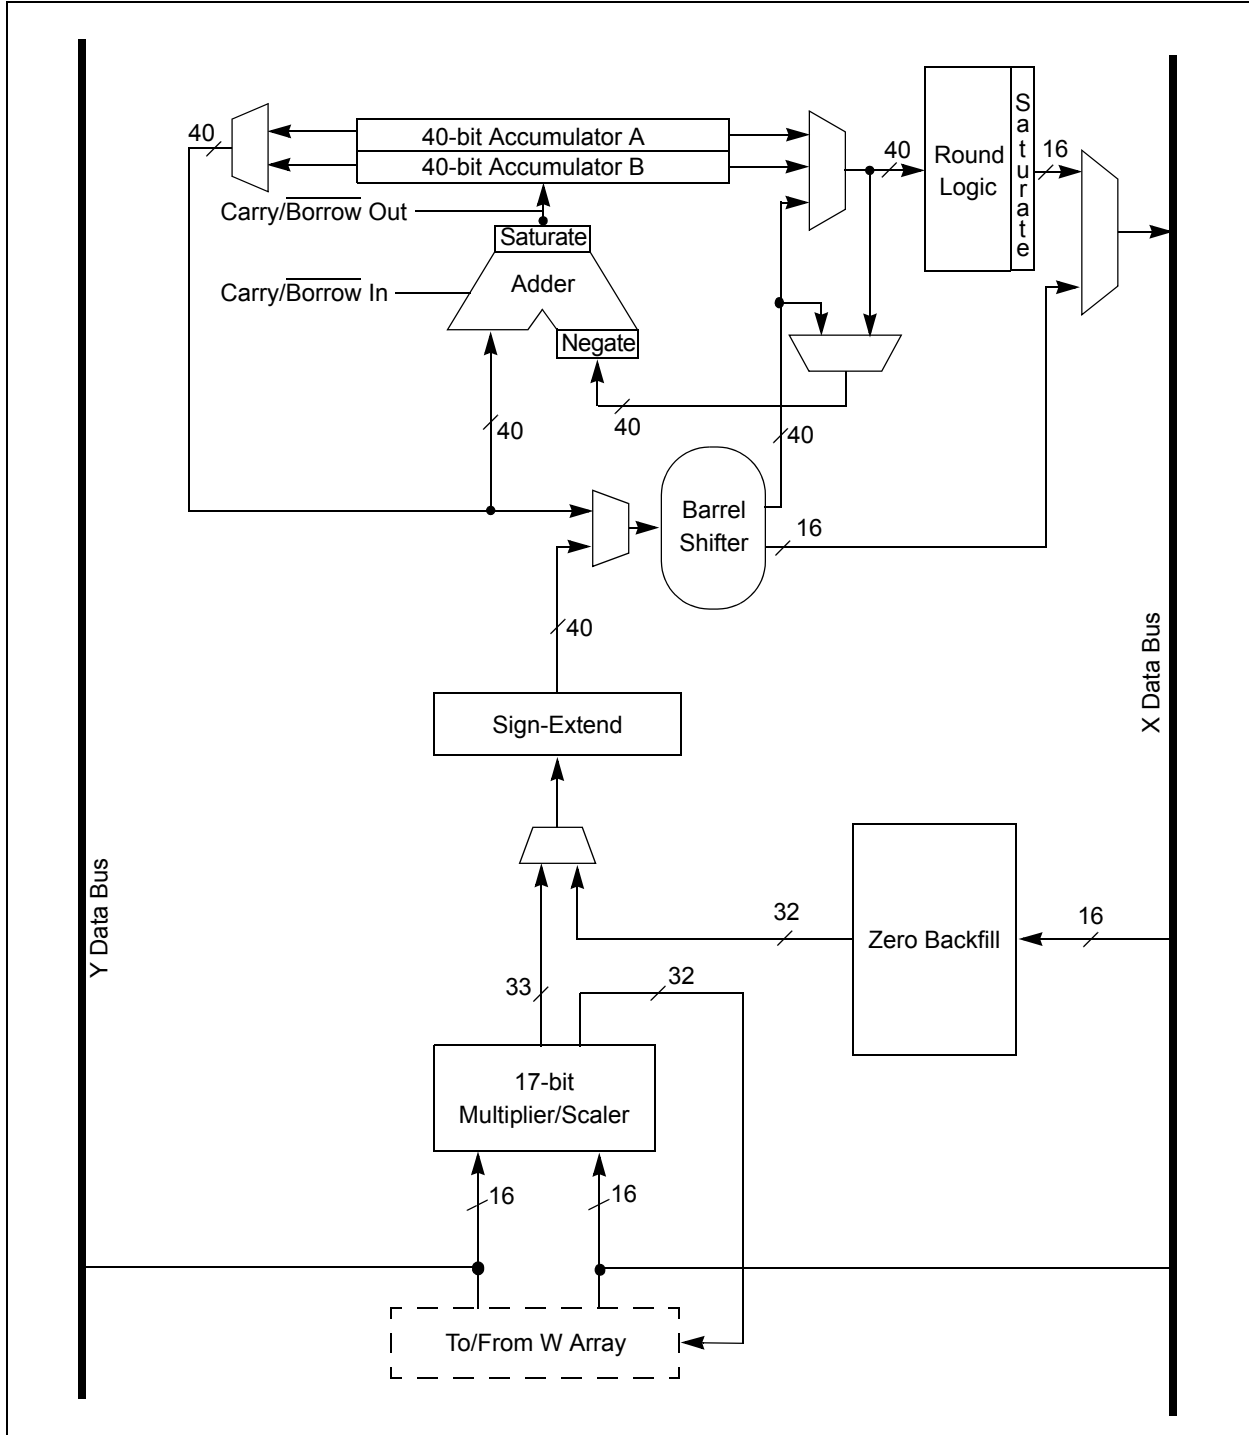 40
40-bit Accumulator A
40-bit Accumulator B
Carry/Borrow Out
Saturate
Carry/Borrow In
Adder
Negate
40
Round
Logic
Saturate
16
40
40
40
Barrel
Shifter
16
40
Sign-Extend
X Data Bus
Y Data Bus
32
Zero Backfill
16
33
32
17-bit
Multiplier/Scaler
16
16
To/From W Array